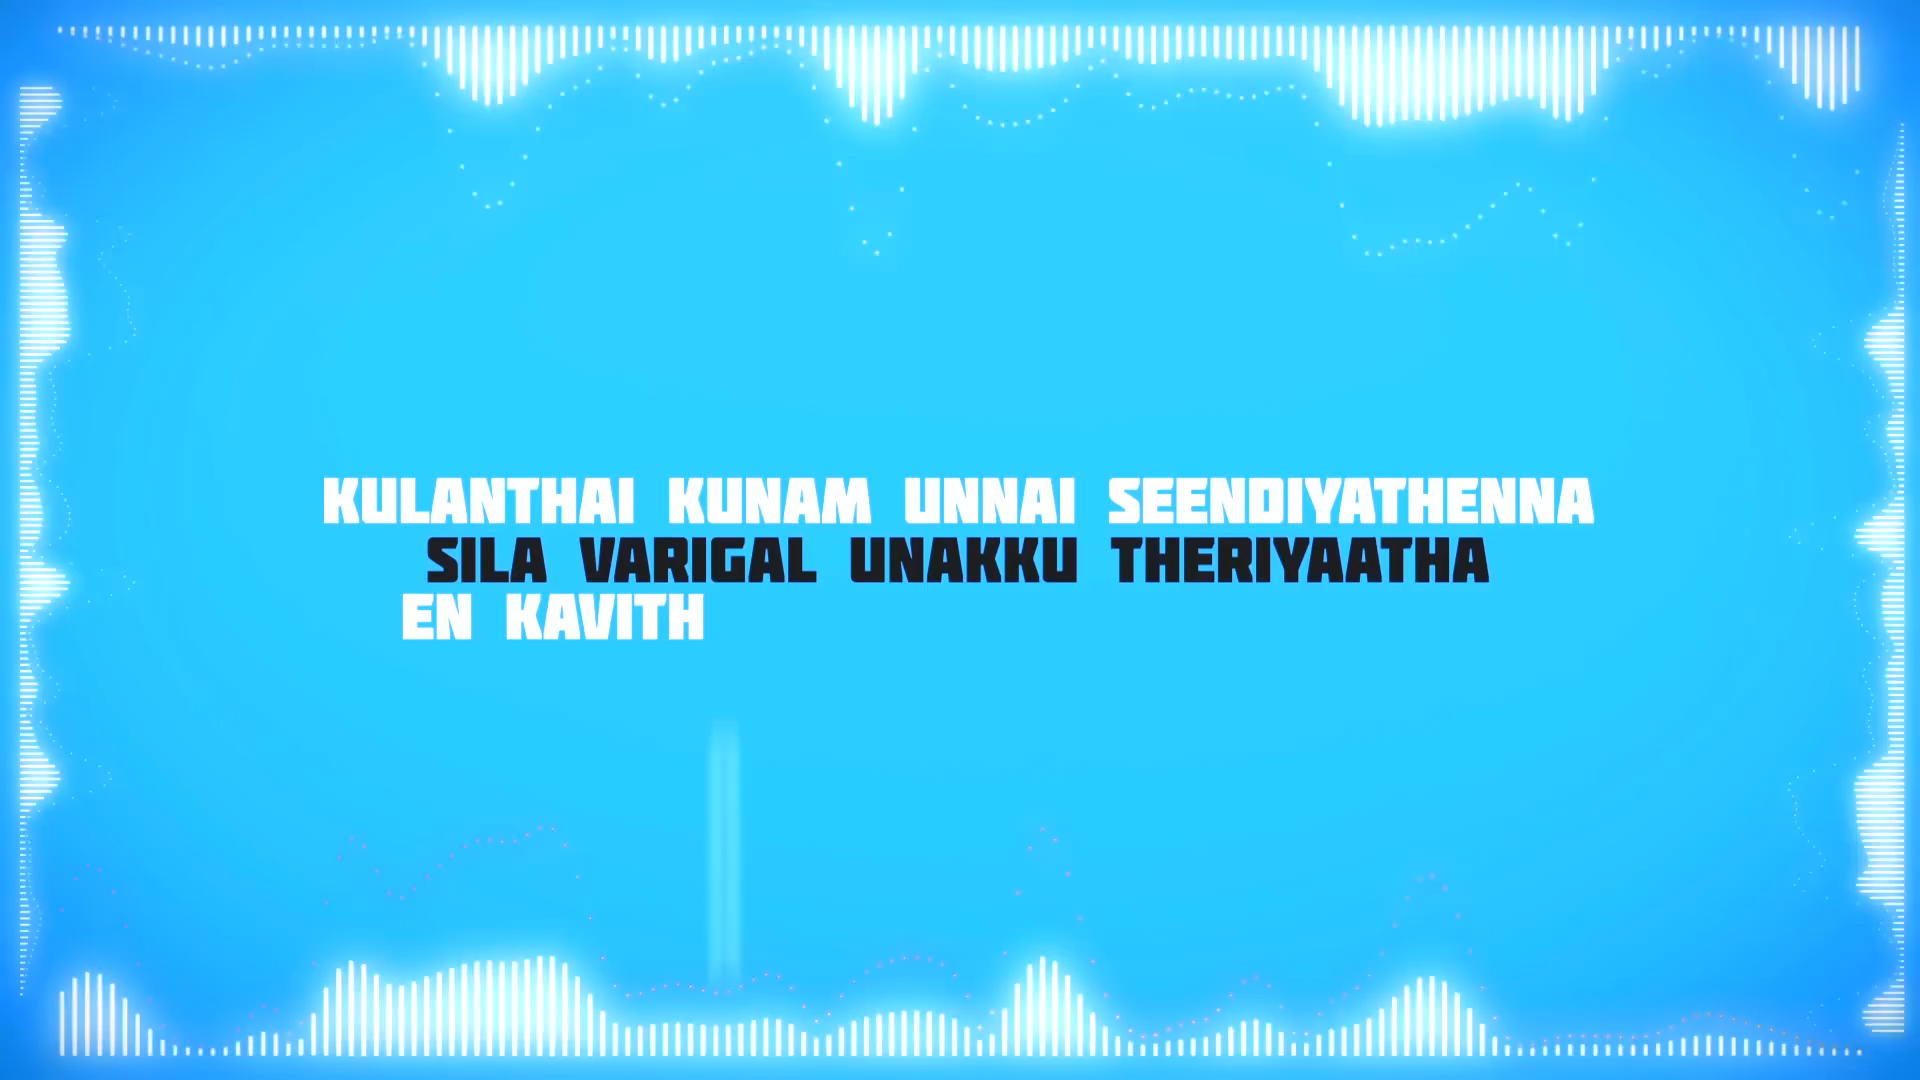 KULANTHAI KUNAM UNNAI SEENDIYATHENNA
SILA VARIGAL UNAKKU THERIYAATHA
EN KAVITH